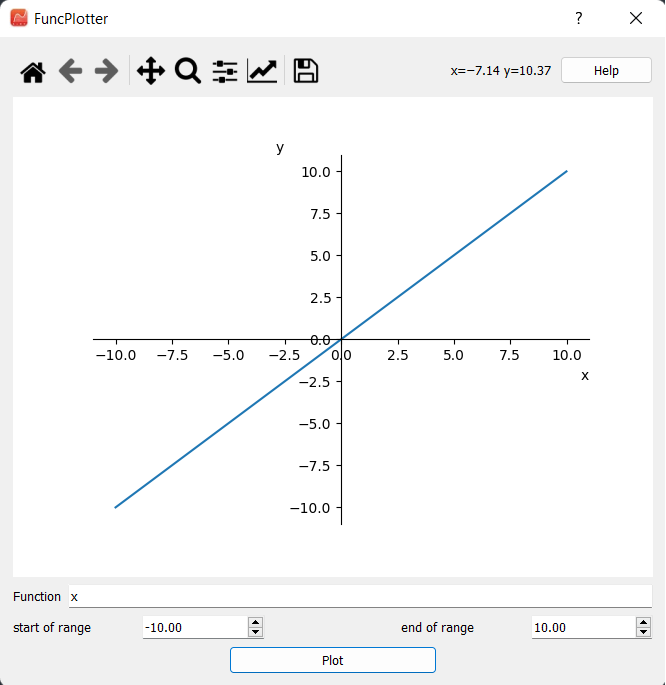 FuncPlotter ?
x=−7.14 y=10.37 Help
y
10.0
7.5
5.0
2.5
0.0
−10.0 −7.5 −5.0 −2.5 0.0 2.5 5.0 7.5 10.0
x
−2.5
−5.0
−7.5
−10.0
Function x
start of range -10.00 end of range 10.00
Plot